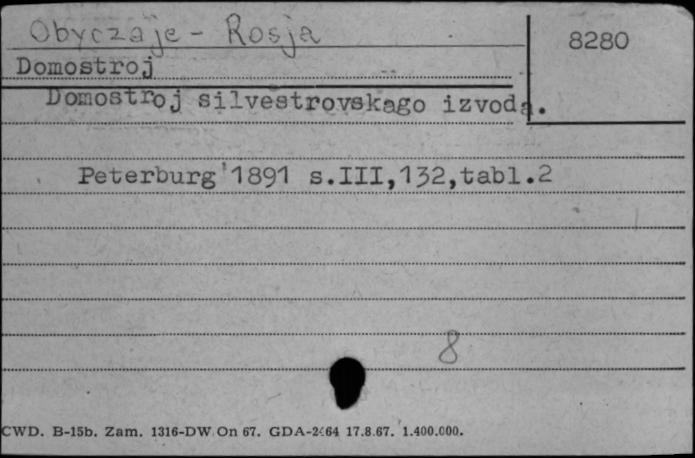 Obyczaje - Rosja
8280
Domostroj
Domostroj silvestrovskago izvoda.
Peterburg 1891 s.III,132,tabl.2
8
CWD. B-15b. Zam. 1316-DW. On 67. GDA-2464 17.8.67. 1.400.000.